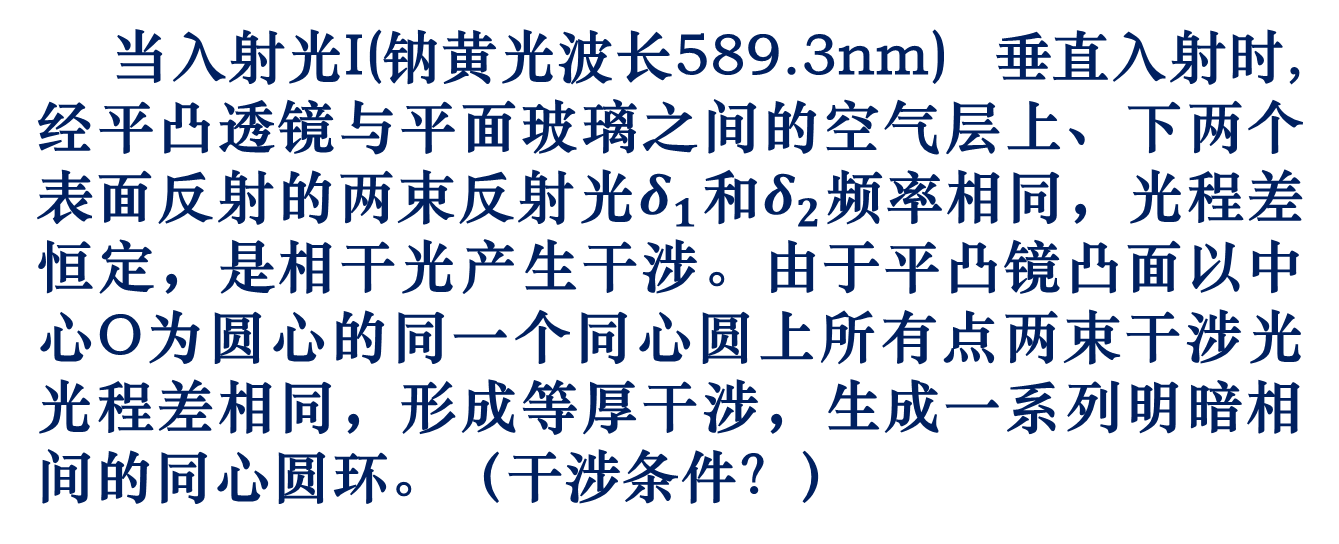 当入射光I(钠黄光波长589.3nm) 垂直入射时,
经平凸透镜与平面玻璃之间的空气层上、下两个
表面反射的两束反射光δ₁和δ₂频率相同，光程差
恒定，是相干光产生干涉。由于平凸镜凸面以中
心O为圆心的同一个同心圆上所有点两束干涉光
光程差相同，形成等厚干涉，生成一系列明暗相
间的同心圆环。（干涉条件？）